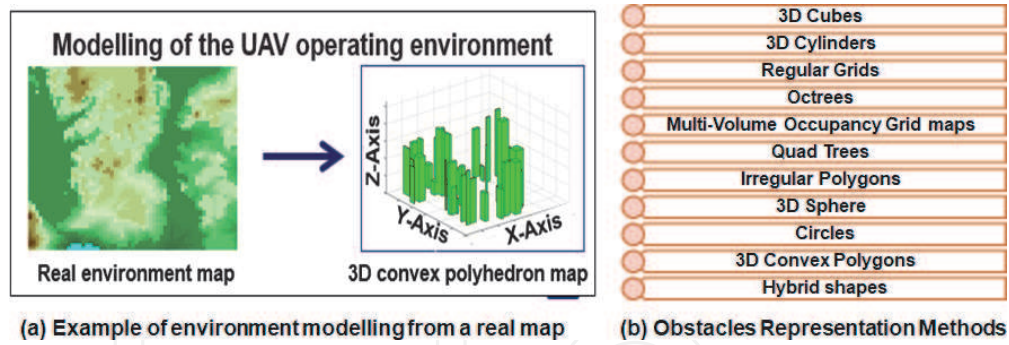 Modelling of the UAV operating environment
Z-Axis
Y-Axis
X-Axis
Real environment map
3D convex polyhedron map
(a) Example of environment modelling from a real map
3D Cubes
3D Cylinders
Regular Grids
Octrees
Multi-Volume Occupancy Grid maps
Quad Trees
Irregular Polygons
3D Sphere
Circles
3D Convex Polygons
Hybrid shapes
(b) Obstacles Representation Methods